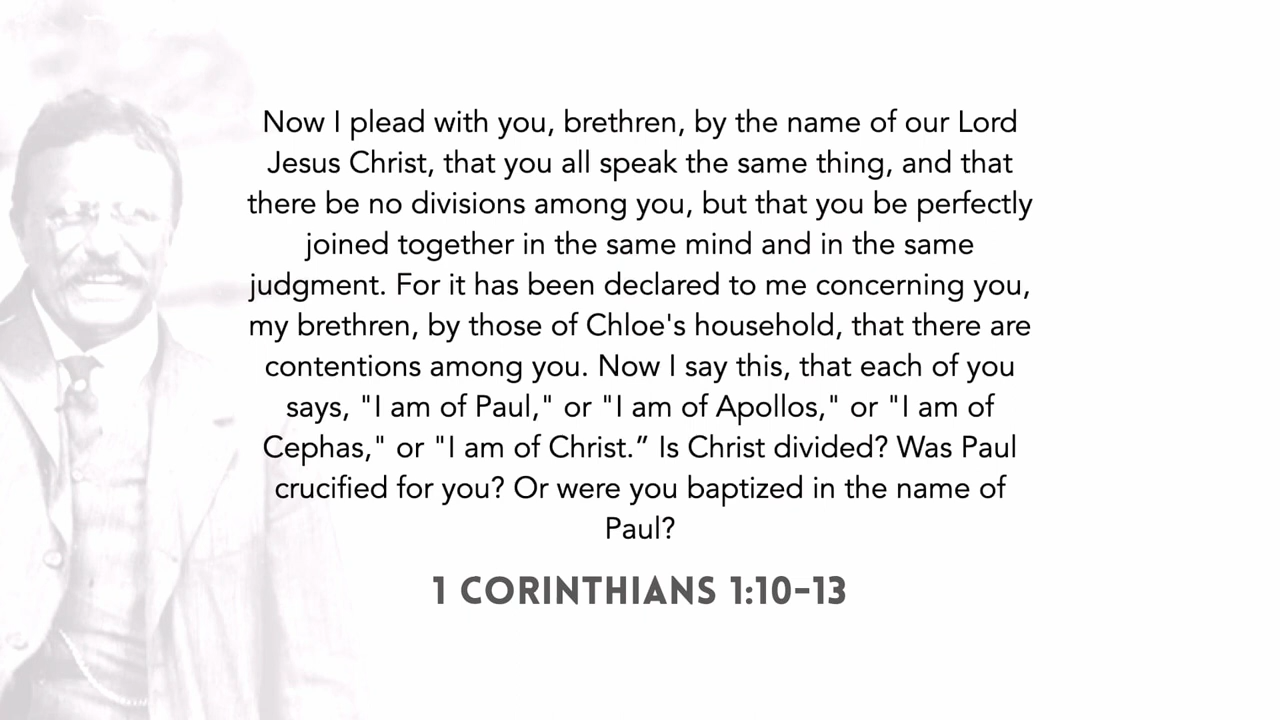 Now I plead with you, brethren, by the name of our Lord
Jesus Christ, that you all speak the same thing, and that
there be no divisions among you, but that you be perfectly
joined together in the same mind and in the same
judgment. For it has been declared to me concerning you,
my brethren, by those of Chloe's household, that there are
contentions among you. Now I say this, that each of you
says, "I am of Paul," or "I am of Apollos," or "I am of
Cephas," or "I am of Christ.” Is Christ divided? Was Paul
crucified for you? Or were you baptized in the name of
Paul?
1 CORINTHIANS 1:10-13